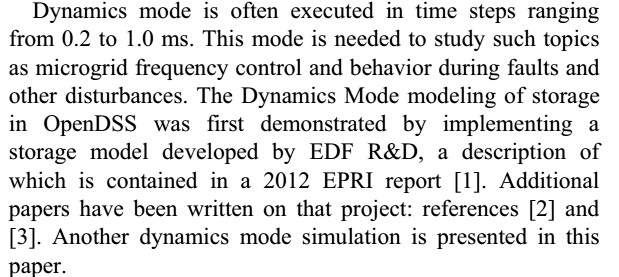 Dynamics mode is often executed in time steps ranging
from 0.2 to 1.0 ms. This mode is needed to study such topics
as microgrid frequency control and behavior during faults and
other disturbances. The Dynamics Mode modeling of storage
in OpenDSS was first demonstrated by implementing a
storage model developed by EDF R&D, a description of
which is contained in a 2012 EPRI report [1]. Additional
papers have been written on that project: references [2] and
[3]. Another dynamics mode simulation is presented in this
paper.